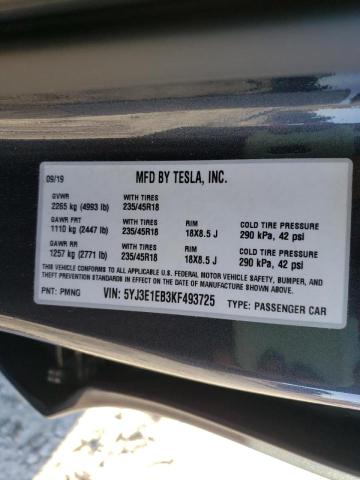 09/19 MFD BY TESLA, INC.
GVWR WITH TIRES
2265 kg (4993 lb) 235/45R18
GAWR FRT WITH TIRES RIM COLD TIRE PRESSURE
1110 kg (2447 lb) 235/45R18 18X8.5 J 290 kPa, 42 psi
GAWR RR WITH TIRES RIM COLD TIRE PRESSURE
1257 kg (2771 lb) 235/45R18 18X8.5 J 290 kPa, 42 psi
THIS VEHICLE CONFORMS TO ALL APPLICABLE FEDERAL MOTOR VEHICLE SAFETY, BUMPER, AND
THEFT PREVENTION STANDARDS IN EFFECT ON THE DATE OF MANUFACTURE SHOWN ABOVE.
PNT: PMNG VIN: 5YJ3E1EB3KF493725 TYPE: PASSENGER CAR